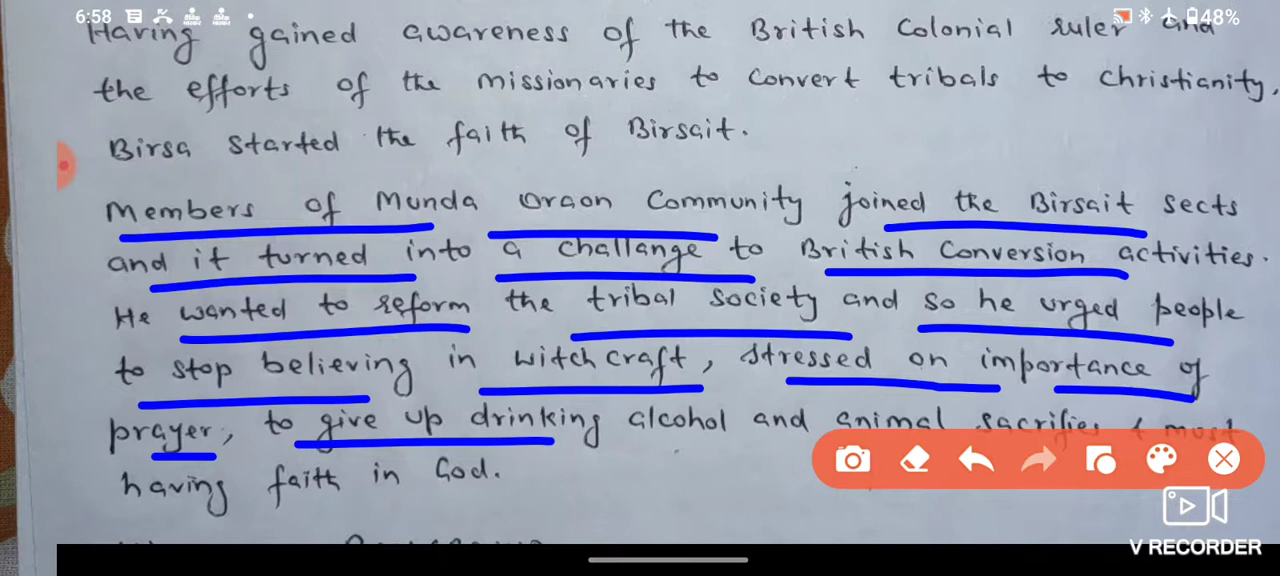 6:58
48%
Having gained awareness of the British Colonial ruler and
the efforts of the missionaries to convert tribals to christianity.
Birsa started the faith of Birsait.
Members of Munda oraon Community joined the Birsait sects
and it turned into a challange to British Conversion activities.
He wanted to reform the tribal society and so he urged people
to stop believing in witch craft, stressed on importance of
prayer, to give up drinking alcohol and animal sacrifies & most
having faith in God.
V RECORDER